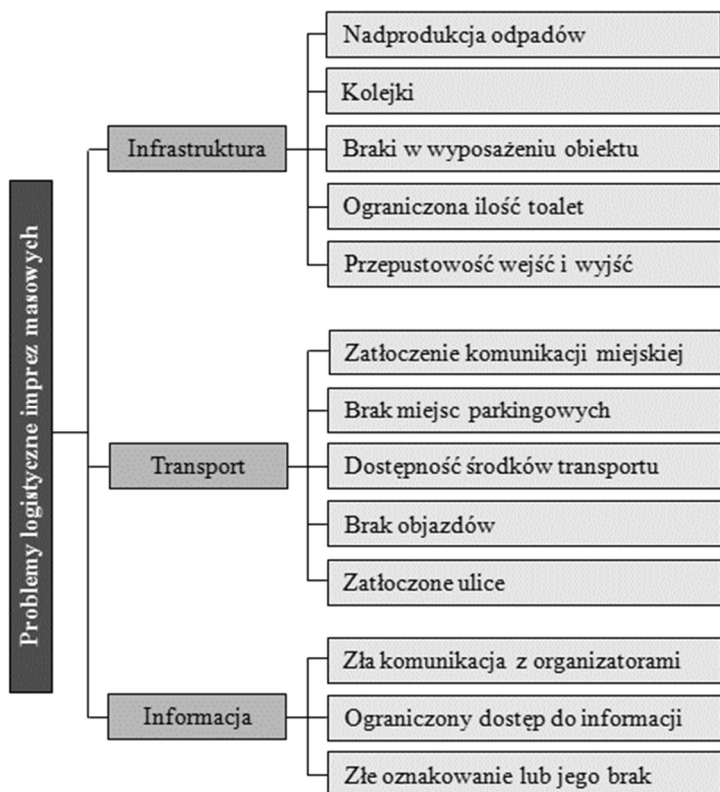 Problemy logistyczne imprez masowych
Infrastruktura
Nadprodukcja odpadów
Kolejki
Braki w wyposażeniu obiektu
Ograniczona ilość toalet
Przepustowość wejść i wyjść
Transport
Zatłoczenie komunikacji miejskiej
Brak miejsc parkingowych
Dostępność środków transportu
Brak objazdów
Zatłoczone ulice
Informacja
Zła komunikacja z organizatorami
Ograniczony dostęp do informacji
Złe oznakowanie lub jego brak